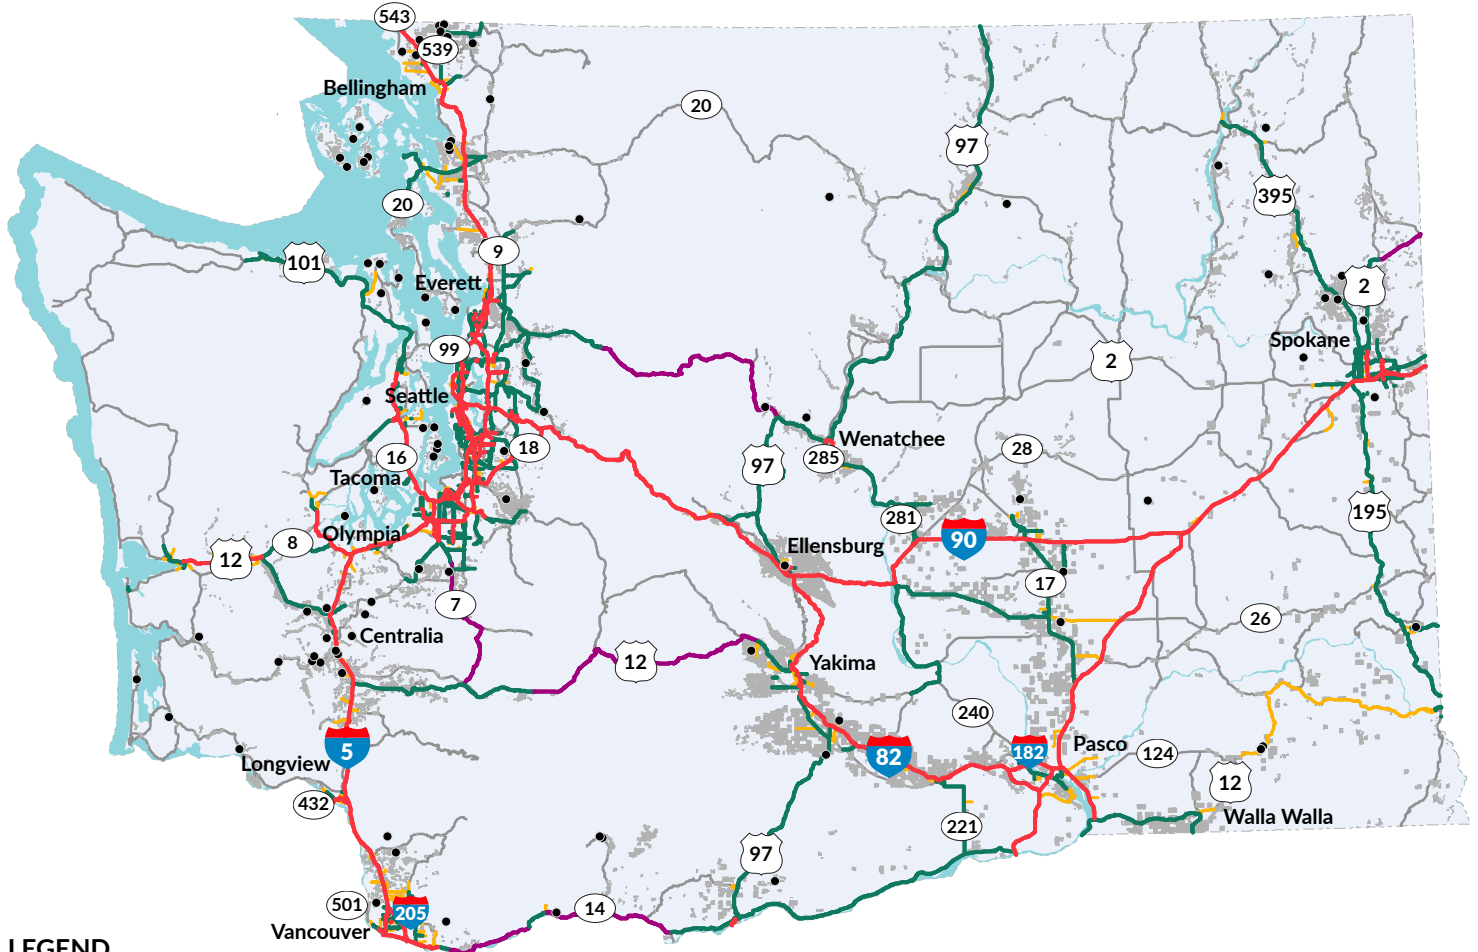 543
539
Bellingham
20
97
20
395
9
101
Everett
2
99
Spokane
2
Seattle
Wenatchee
18
28
16
97
285
Tacoma
195
281
Olympia
90
8
Ellensburg
12
17
7
26
Centralia
12
Yakima
240
5
182
Pasco
82
124
Longview
12
432
Walla Walla
221
97
501
205
14
Vancouver
LEGEND